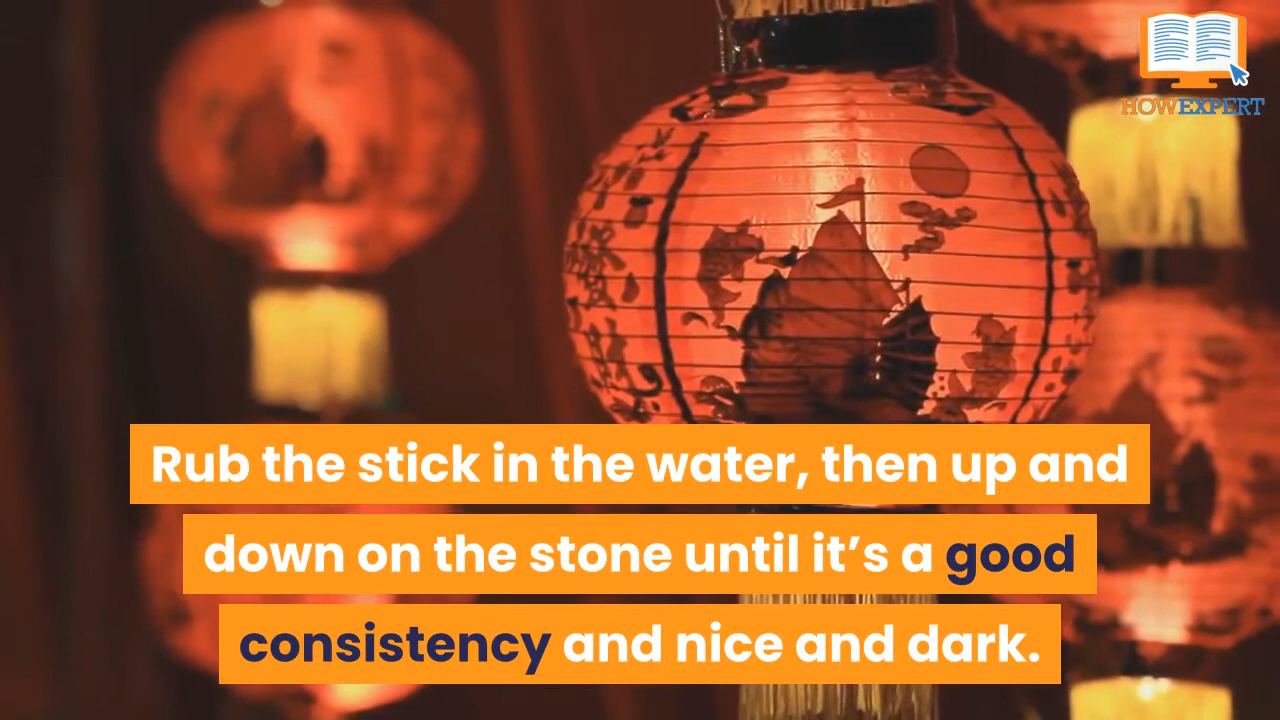 HOWEXPERT
Rub the stick in the water, then up and
down on the stone until it’s a good
consistency and nice and dark.